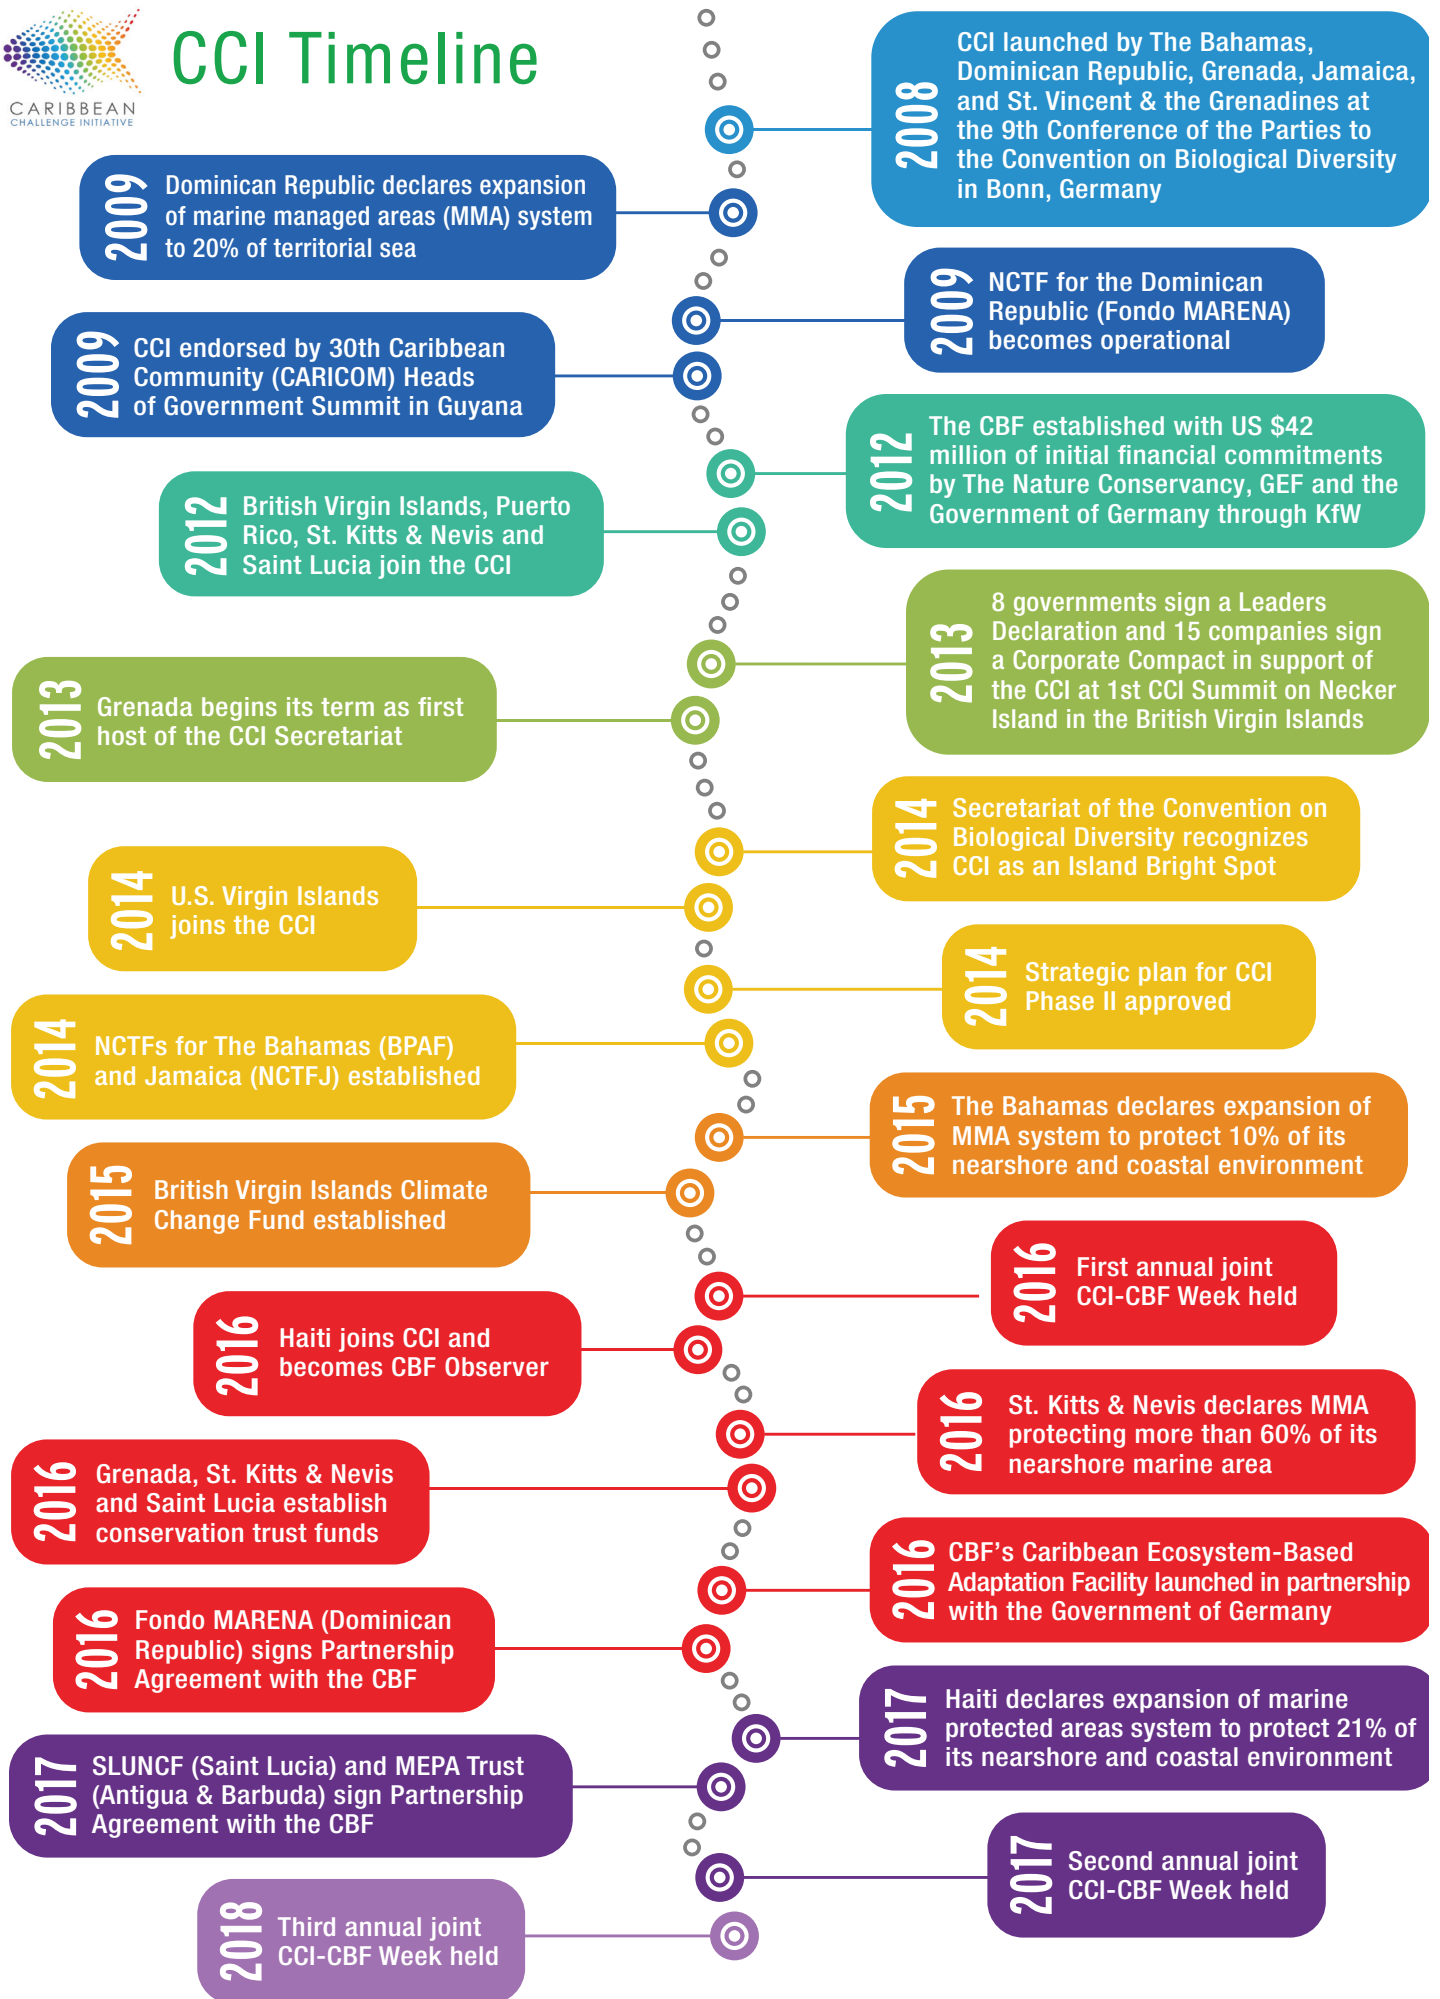 CARIBBEAN
CHALLENGE INITIATIVE
CCI Timeline
2008
CCI launched by The Bahamas,
Dominican Republic, Grenada, Jamaica,
and St. Vincent & the Grenadines at
the 9th Conference of the Parties to
the Convention on Biological Diversity
in Bonn, Germany
2009
Dominican Republic declares expansion
of marine managed areas (MMA) system
to 20% of territorial sea
2009
NCTF for the Dominican
Republic (Fondo MARENA)
becomes operational
2009
CCI endorsed by 30th Caribbean
Community (CARICOM) Heads
of Government Summit in Guyana
2012
The CBF established with US $42
million of initial financial commitments
by The Nature Conservancy, GEF and the
Government of Germany through KfW
2012
British Virgin Islands, Puerto
Rico, St. Kitts & Nevis and
Saint Lucia join the CCI
2013
8 governments sign a Leaders
Declaration and 15 companies sign
a Corporate Compact in support of
the CCI at 1st CCI Summit on Necker
Island in the British Virgin Islands
2013
Grenada begins its term as first
host of the CCI Secretariat
2014
Secretariat of the Convention on
Biological Diversity recognizes
CCI as an Island Bright Spot
2014
U.S. Virgin Islands
joins the CCI
2014
Strategic plan for CCI
Phase II approved
2014
NCTFs for The Bahamas (BPAF)
and Jamaica (NCTFJ) established
2015
The Bahamas declares expansion of
MMA system to protect 10% of its
nearshore and coastal environment
2015
British Virgin Islands Climate
Change Fund established
2016
First annual joint
CCI-CBF Week held
2016
Haiti joins CCI and
becomes CBF Observer
2016
St. Kitts & Nevis declares MMA
protecting more than 60% of its
nearshore marine area
2016
Grenada, St. Kitts & Nevis
and Saint Lucia establish
conservation trust funds
2016
CBF's Caribbean Ecosystem-Based
Adaptation Facility launched in partnership
with the Government of Germany
2016
Fondo MARENA (Dominican
Republic) signs Partnership
Agreement with the CBF
2017
Haiti declares expansion of marine
protected areas system to protect 21% of
its nearshore and coastal environment
2017
SLUNCF (Saint Lucia) and MEPA Trust
(Antigua & Barbuda) sign Partnership
Agreement with the CBF
2017
Second annual joint
CCI-CBF Week held
2018
Third annual joint
CCI-CBF Week held